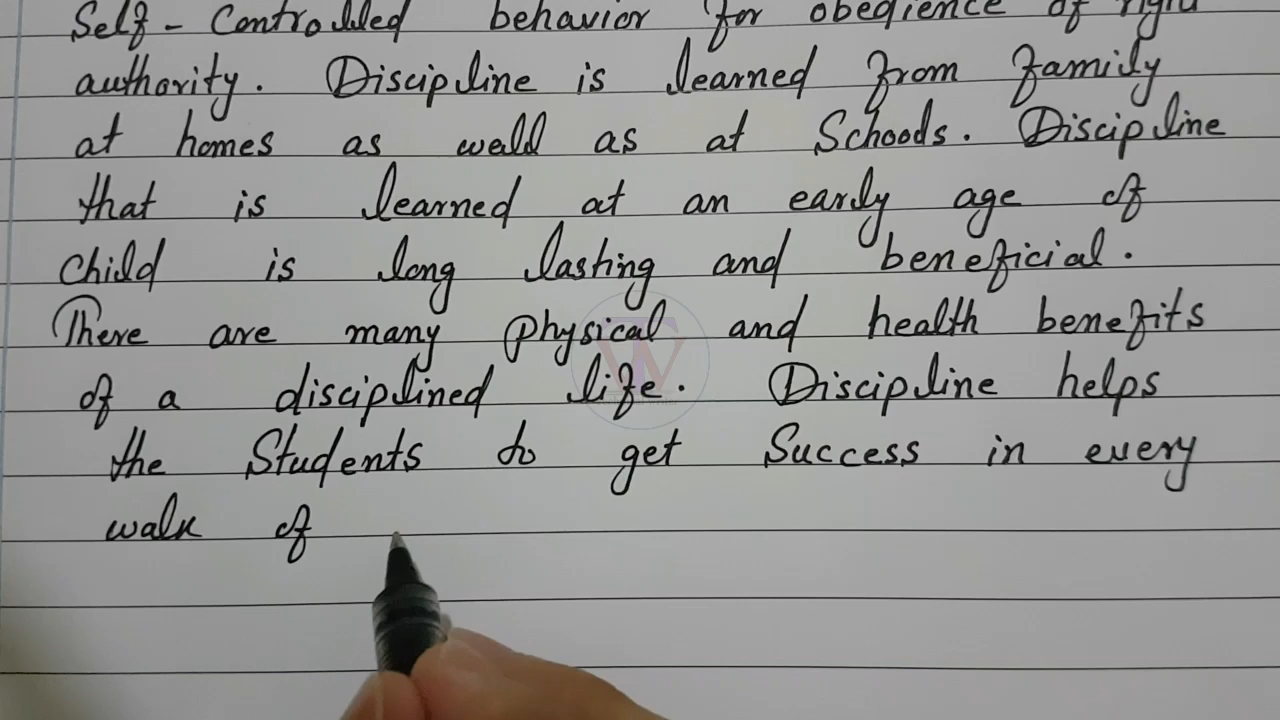 Self-Controlled behavior for obedience of rigid
authority. Discipline is learned from family
at homes as well as at Schools. Discipline
that is learned at an early age of
child is long lasting and beneficial.
There are many physical and health benefits
of a disciplined life. Discipline helps
the Students to get Success in every
walk of